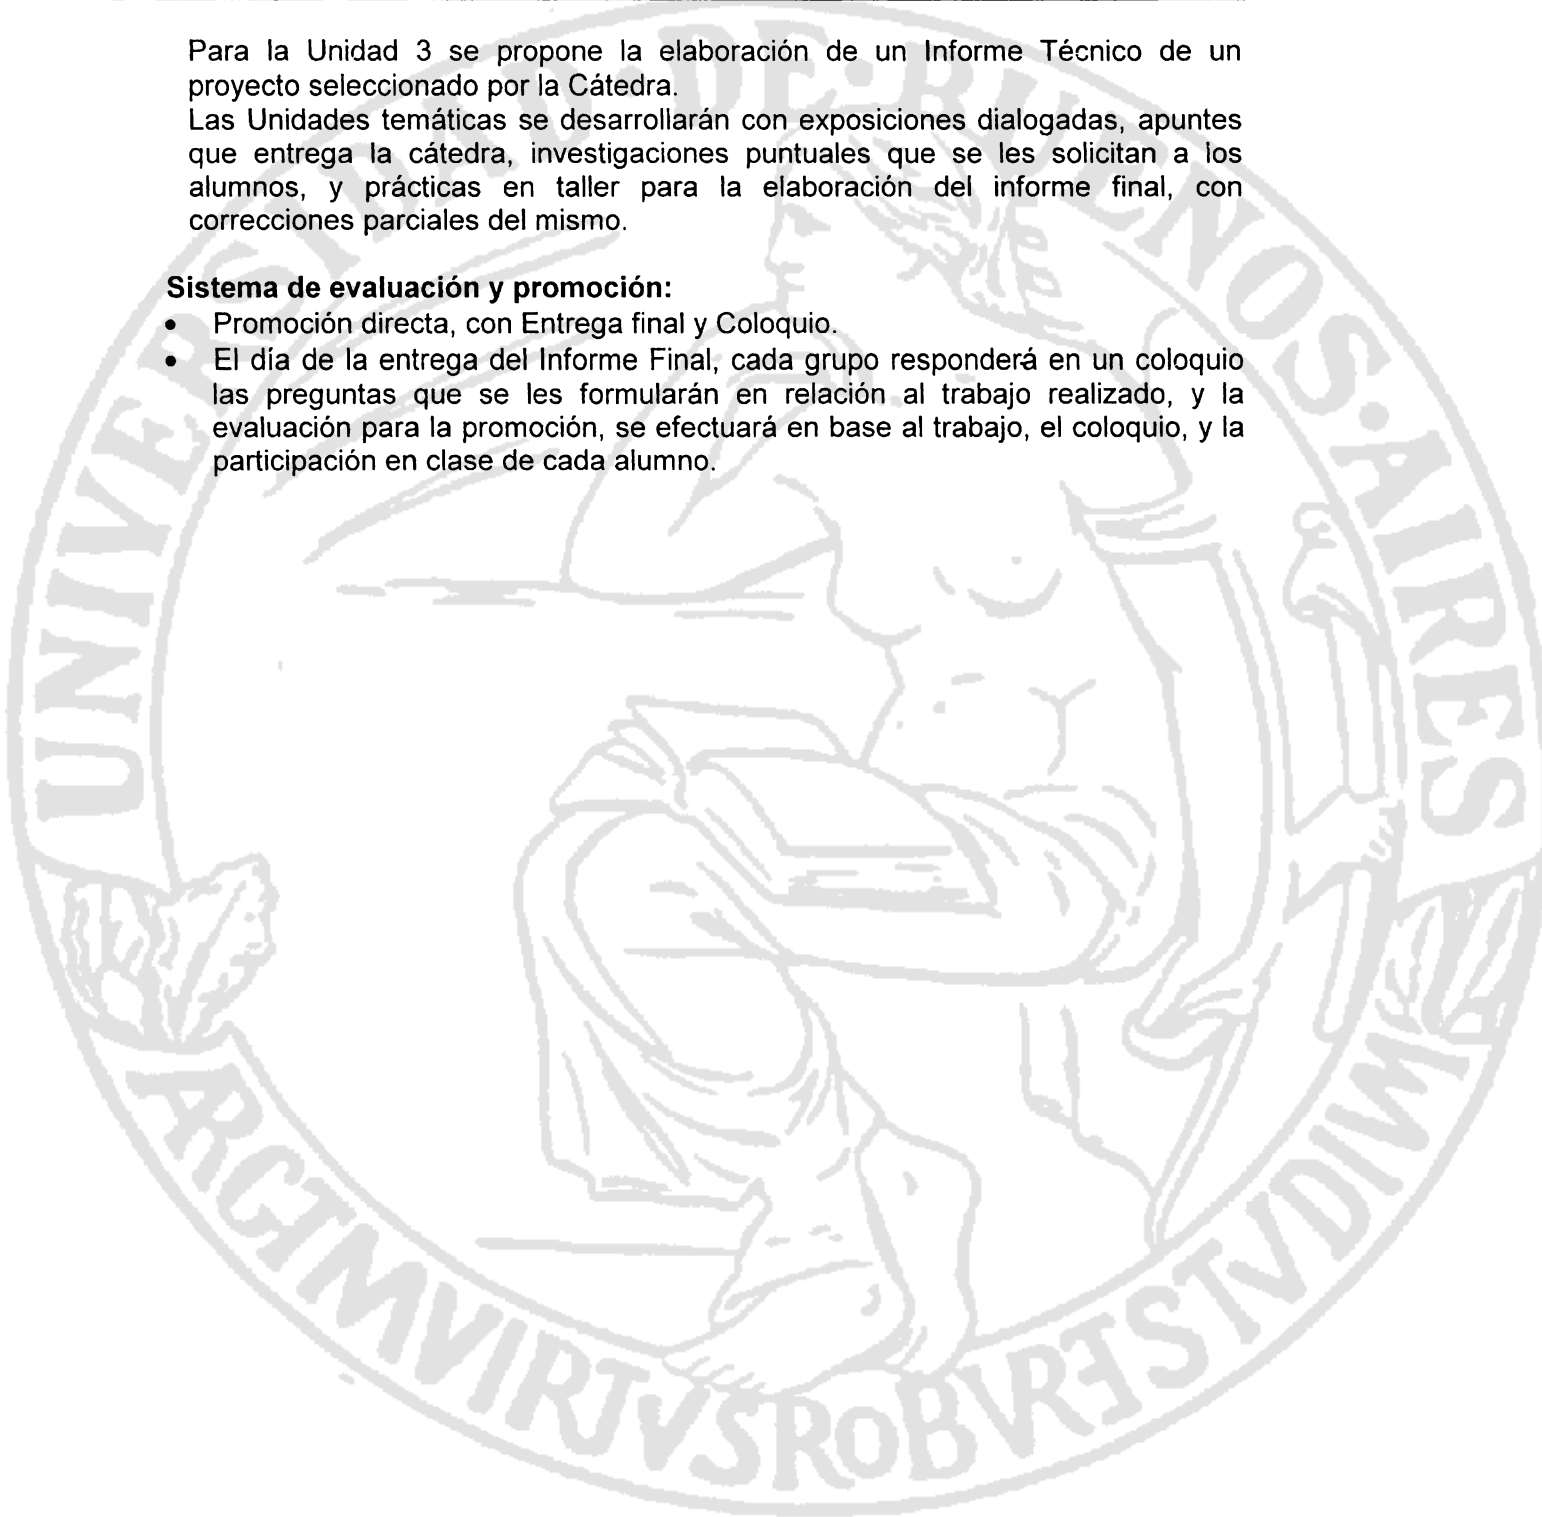 Para la Unidad 3 se propone la elaboración de un Informe Técnico de un
proyecto seleccionado por la Cátedra.
Las Unidades temáticas se desarrollarán con exposiciones dialogadas, apuntes
que entrega la cátedra, investigaciones puntuales que se les solicitan a los
alumnos, y prácticas en taller para la elaboración del informe final, con
correcciones parciales del mismo.
Sistema de evaluación y promoción:
• Promoción directa, con Entrega final y Coloquio.
• El día de la entrega del Informe Final, cada grupo responderá en un coloquio
las preguntas que se les formularán en relación al trabajo realizado, y la
evaluación para la promoción, se efectuará en base al trabajo, el coloquio, y la
participación en clase de cada alumno.
UNIVERSIDAD·DE·BUENOS·AIRES
ARGTMVIRTVSROBVRETSTVDIVM